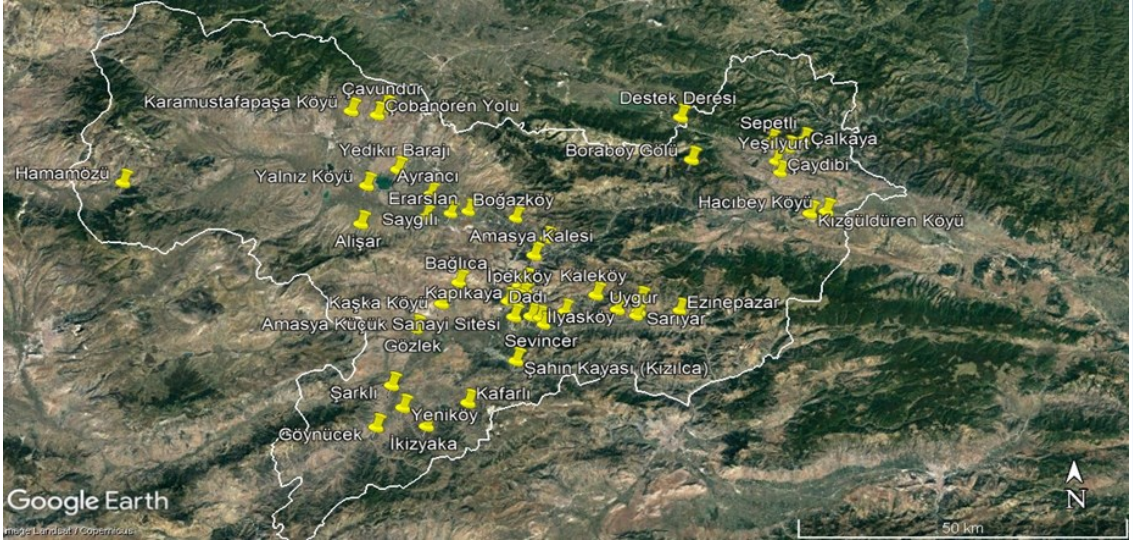 Çavundur
Karamustafapaşa Köyü
Çobanören Yolu
Destek Deresi
Sepetli
Çalkaya
Yeşilyurt
Boraboy Gölü
Yedikır Barajı
Çaydibi
Hamamözü
Yalnız Köyü
Ayrancı
Erarslan
Boğazköy
Hacıbey Köyü
Saygılı
Kızgüldüren Köyü
Alişar
Amasya Kalesi
Bağlıca
İpekköy
Kaleköy
Kaşka Köyü
Kapıkaya
Dadı
Uygur
Ezinepazar
Amasya Küçük Sanayi Sitesi
İlyasköy
Sarıyar
Gözlek
Sevincer
Şahin Kayası (Kızılca)
Şarklı
Kafarlı
Yeniköy
Göynücek
İkizyaka
Google Earth
Image Landsat / Copernicus
N
50 km